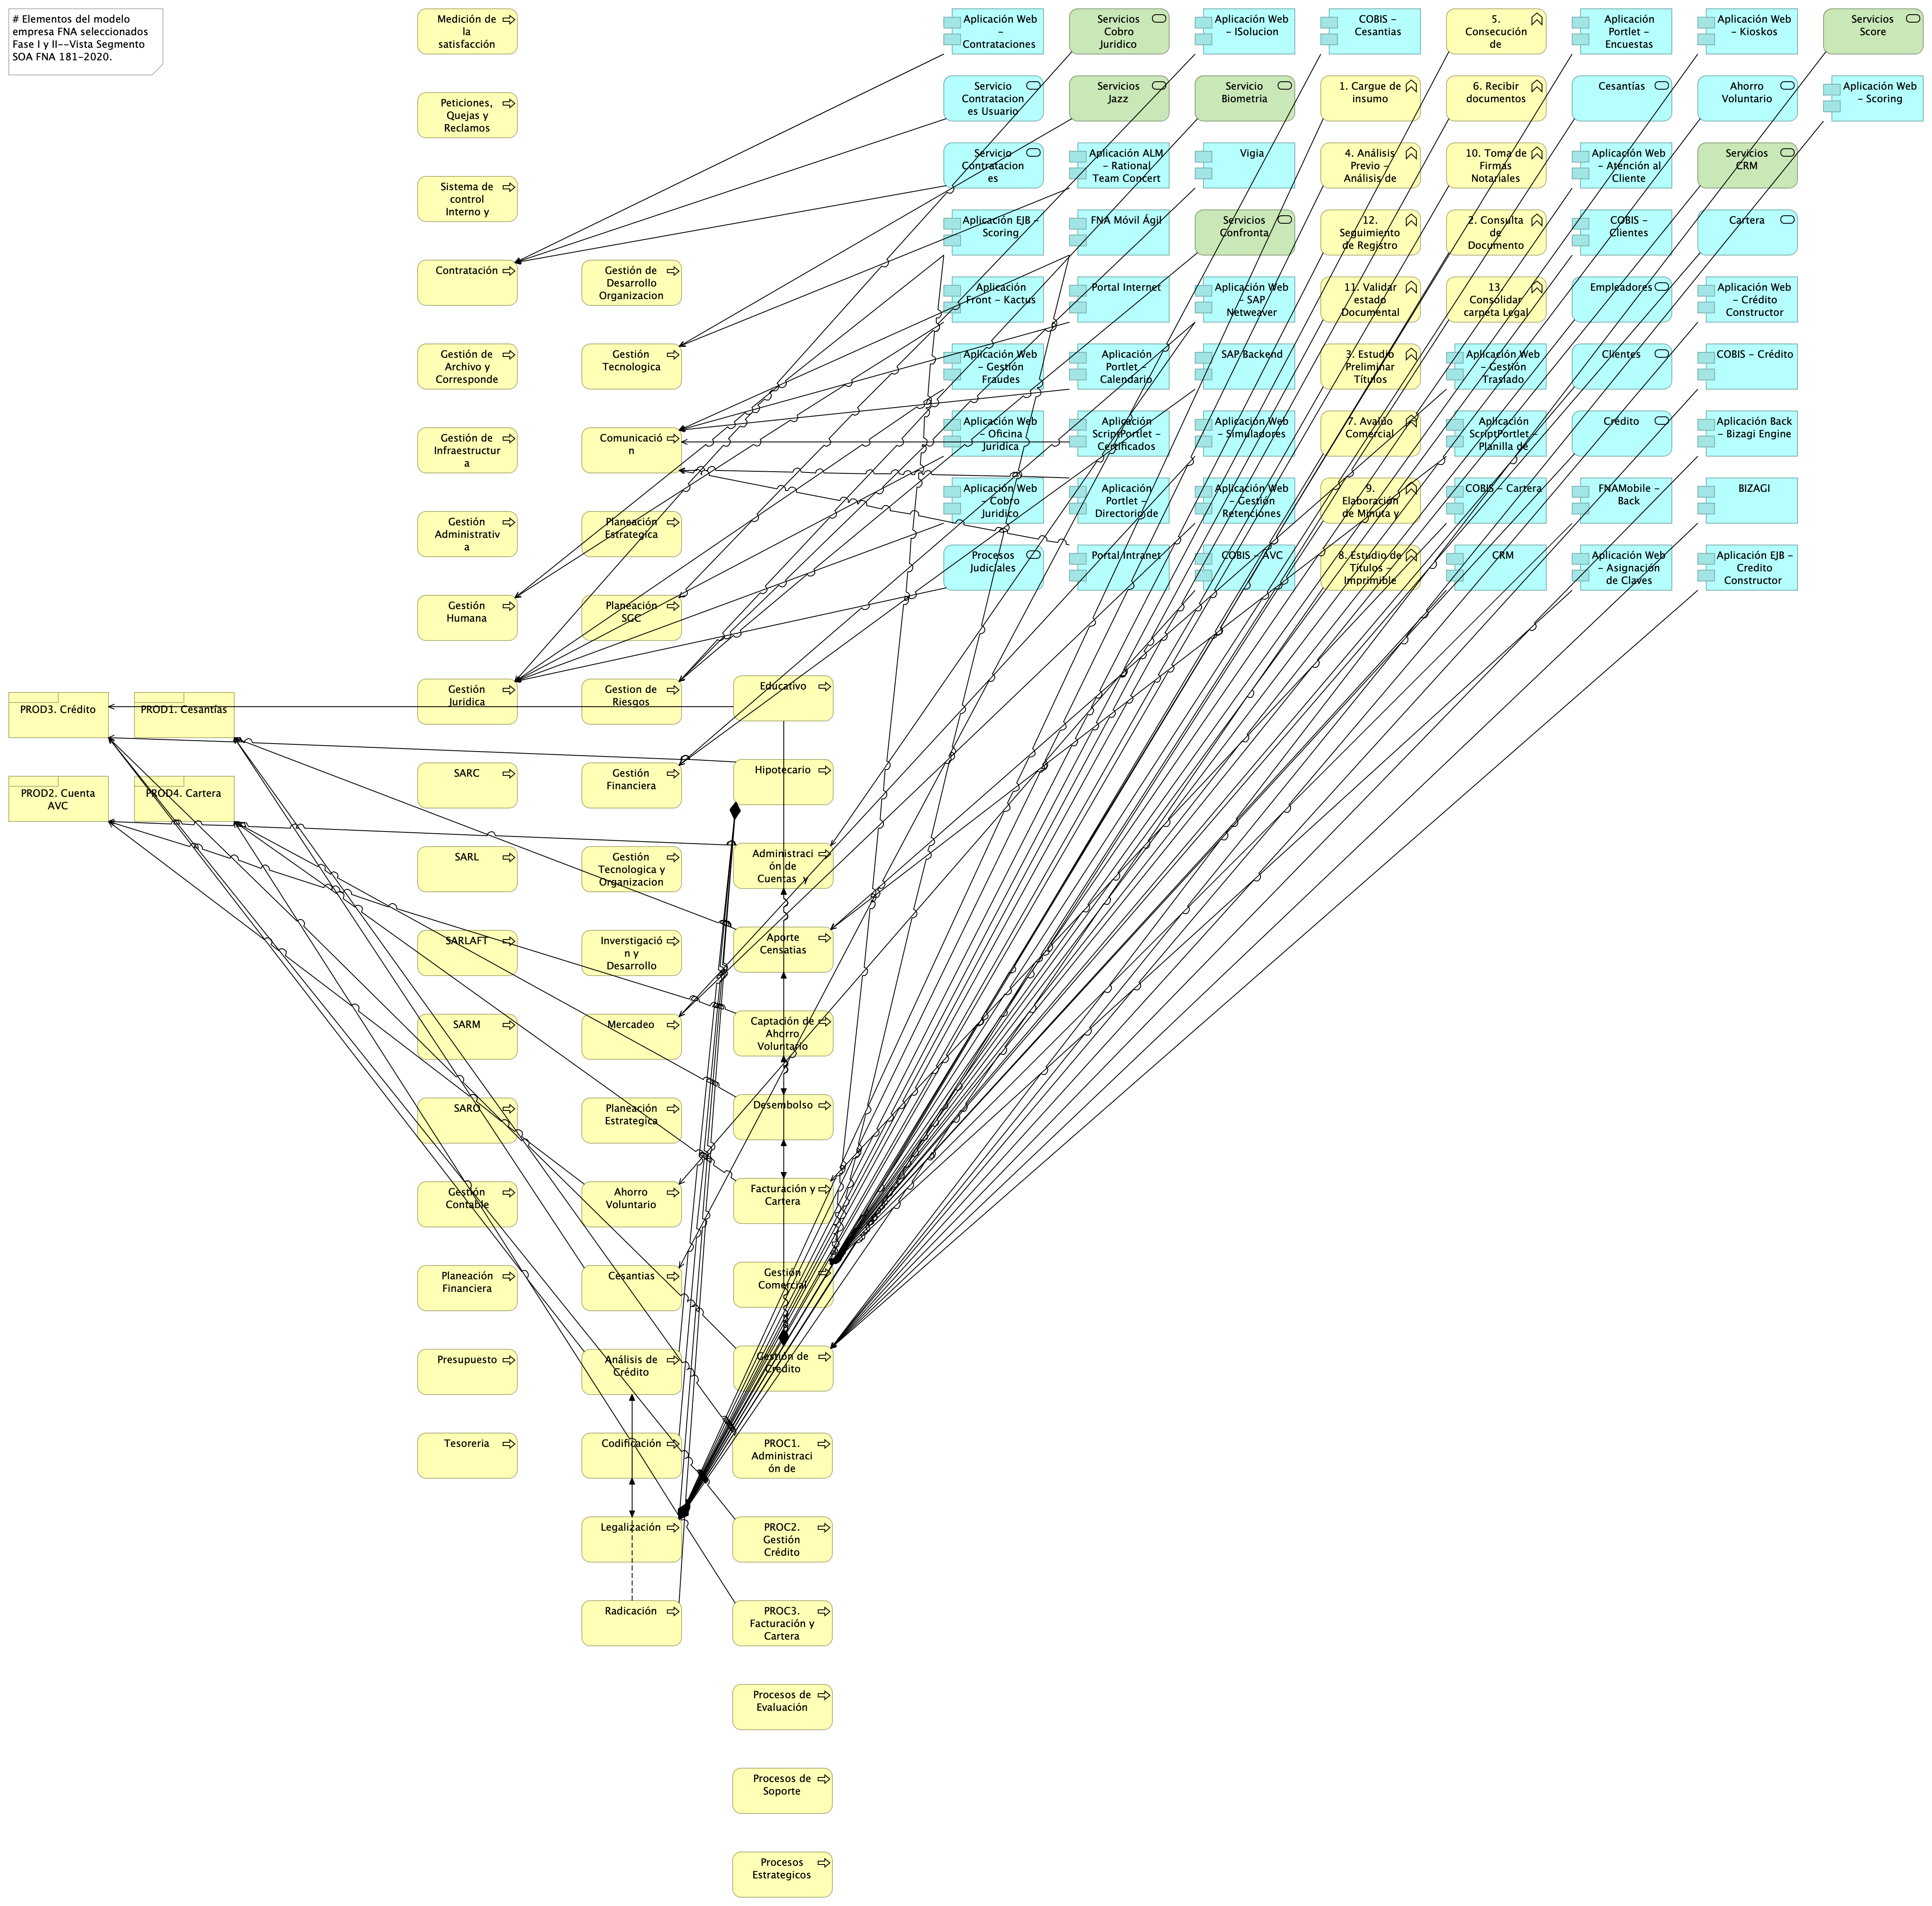 # Elementos del modelo
empresa FNA seleccionados
Fase I y II--Vista Segmento
SOA FNA 181-2020.
Medición de
la
satisfacción
Aplicación Web
–
Contrataciones
Servicios
Cobro
Juridico
Aplicación Web
– ISolucion
COBIS –
Cesantias
5.
Consecución
de
Aplicación
Portlet –
Encuestas
Aplicación Web
– Kioskos
Servicios
Score
Peticiones,
Quejas y
Reclamos
Servicio
Contratacion
es Usuario
Servicios
Jazz
Servicio
Biometria
1. Cargue de
insumo
6. Recibir
documentos
Cesantías
Ahorro
Voluntario
Aplicación Web
– Scoring
Sistema de
control
Interno y
Servicio
Contratacion
es
Aplicación ALM
– Rational
Team Concert
Vigia
4. Análisis
Previo –
Análisis de
10. Toma de
Firmas
Notariales
Aplicación Web
– Atención al
Cliente
Servicios
CRM
Aplicación EJB –
Scoring
FNA Móvil Ágil
Servicios
Confronta
12.
Seguimiento
de Registro
2. Consulta
de
Documento
COBIS –
Clientes
Cartera
Contratación
Gestión de
Desarrollo
Organizacion
Aplicación
Front – Kactus
Portal Internet
Aplicación Web
– SAP
Netweaver
11. Validar
estado
Documental
13.
Consolidar
carpeta Legal
Empleadores
Aplicación Web
– Crédito
Constructor
Gestión de
Archivo y
Corresponde
Gestión
Tecnologica
Aplicación Web
– Gestión
Fraudes
Aplicación
Portlet –
Calendario
SAP Backend
3. Estudio
Preliminar
Títulos
Aplicación Web
– Gestión
Traslado
Clientes
COBIS – Crédito
Gestión de
Infraestructur
a
Comunicació
n
Aplicación Web
– Oficina
Juridica
Aplicación
ScriptPortlet –
Certificados
Aplicación Web
– Simuladores
7. Avalúo
Comercial
Aplicación
ScriptPortlet –
Planilla de
Crédito
Aplicación Back
– Bizagi Engine
Gestión
Administrativ
a
Planeación
Estrategica
Aplicación Web
– Cobro
Juridico
Aplicación
Portlet –
Directorio de
Aplicación Web
– Gestión
Retenciones
9.
Elaboración
de Minuta y
COBIS – Cartera
FNAMobile –
Back
BIZAGI
Gestión
Humana
Planeación
SGC
Procesos
Judiciales
Portal Intranet
COBIS – AVC
8. Estudio de
Títulos –
Imprimible
CRM
Aplicación Web
– Asignación
de Claves
Aplicación EJB –
Credito
Constructor
PROD3. Crédito
PROD1. Cesantías
Gestión
Juridica
Gestion de
Riesgos
Educativo
PROD2. Cuenta
AVC
PROD4. Cartera
SARC
Gestión
Financiera
Hipotecario
SARL
Gestión
Tecnologica y
Organizacion
Administraci
ón de
Cuentas y
SARLAFT
Inverstigació
n y
Desarrollo
Aporte
Censatias
SARM
Mercadeo
Captación de
Ahorro
Voluntario
SARO
Planeación
Estrategica
Desembolso
Gestión
Contable
Ahorro
Voluntario
Facturación y
Cartera
Planeación
Financiera
Cesantias
Gestión
Comercial
Presupuesto
Análisis de
Crédito
Gestión de
Crédito
Tesoreria
Codificación
PROC1.
Administraci
ón de
Legalización
PROC2.
Gestión
Crédito
Radicación
PROC3.
Facturación y
Cartera
Procesos de
Evaluación
Procesos de
Soporte
Procesos
Estrategicos